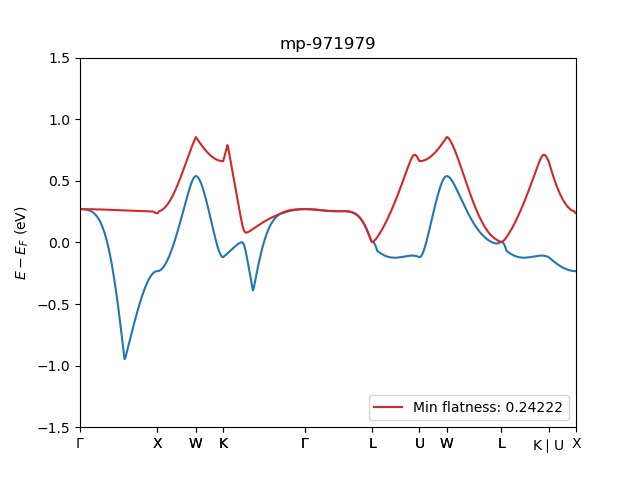 mp-971979
E − E_F (eV)
1.5
1.0
0.5
0.0
−0.5
−1.0
−1.5
Min flatness: 0.24222
Γ X W K Γ L U W L K | U X